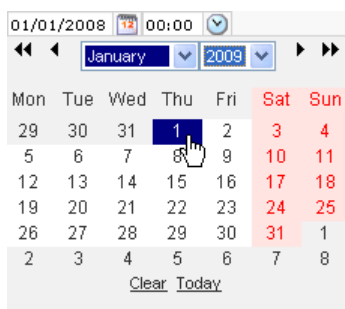 01/01/2008 12 00:00
January 2009
Mon Tue Wed Thu Fri Sat Sun
29 30 31 1 2 3 4
5 6 7 8 9 10 11
12 13 14 15 16 17 18
19 20 21 22 23 24 25
26 27 28 29 30 31 1
2 3 4 5 6 7 8
Clear Today